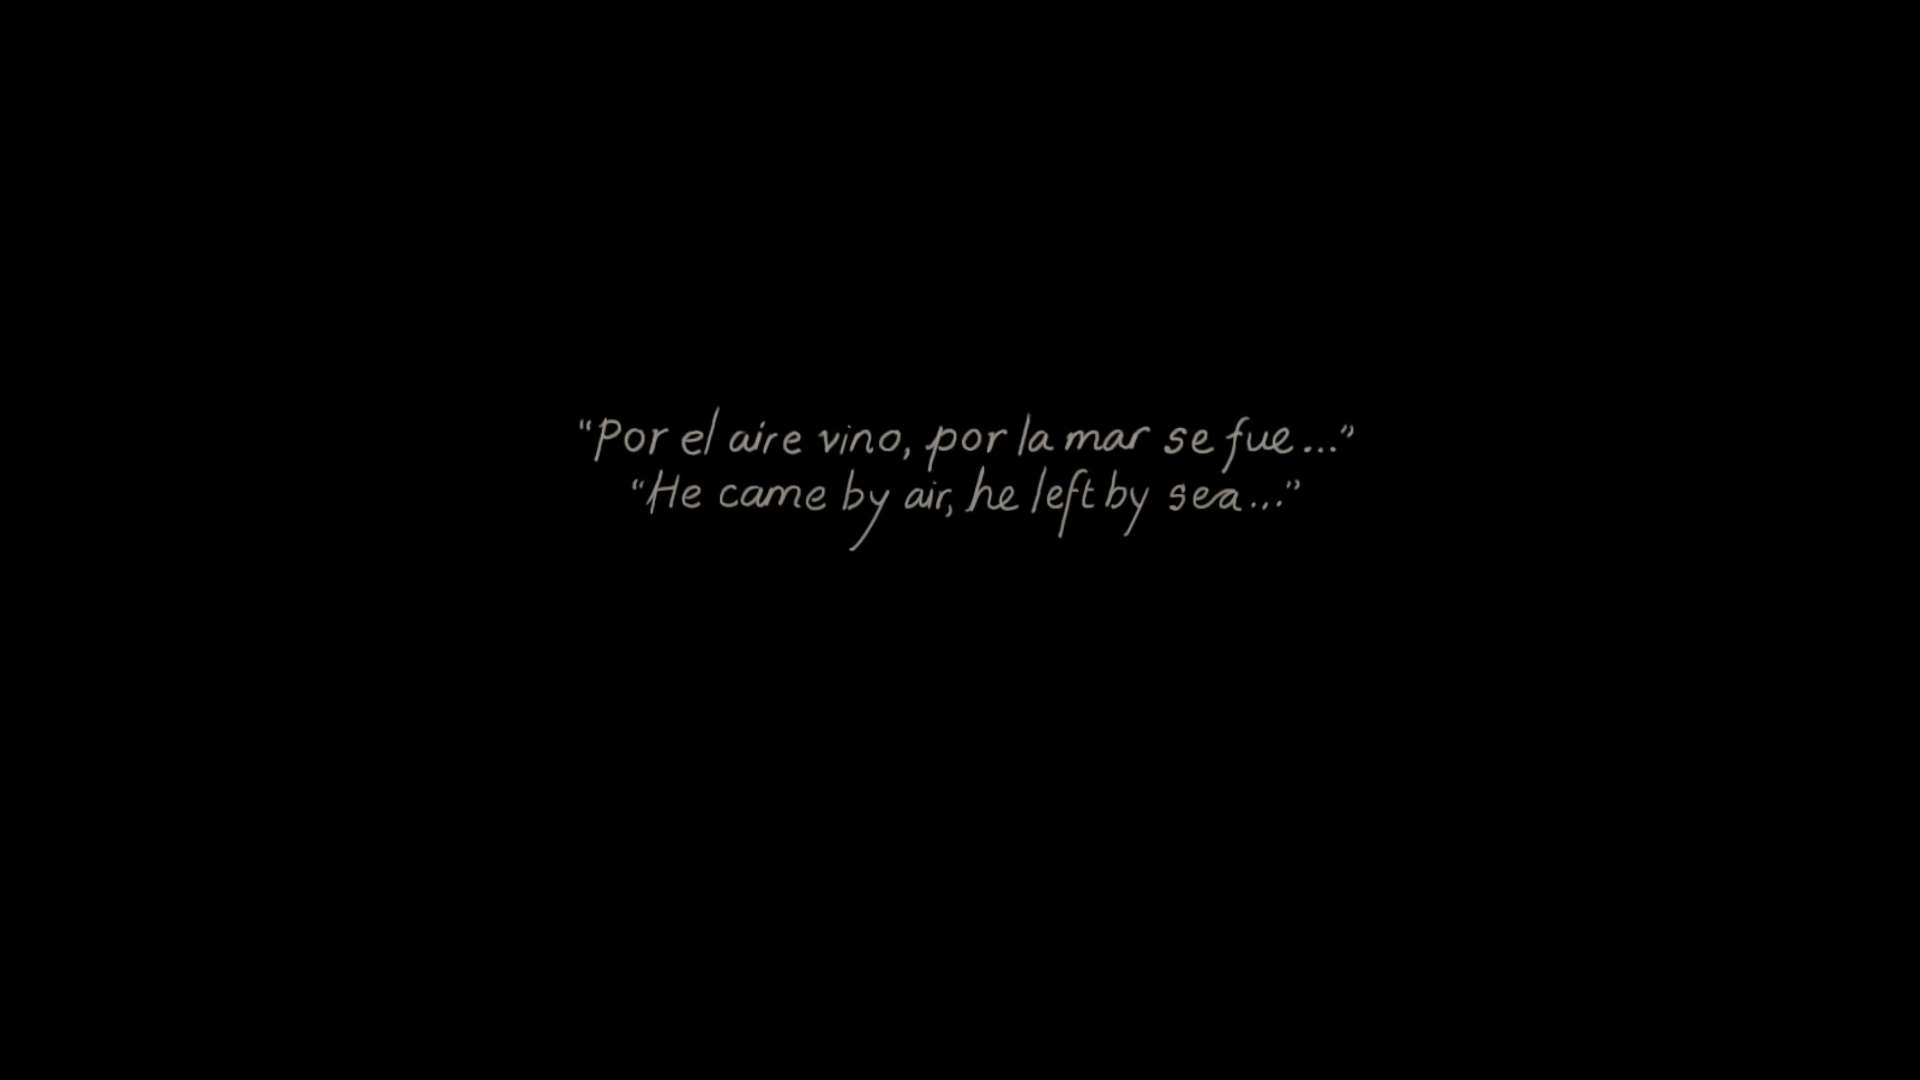 “Por el aire vino, por la mar se fue...”
“He came by air, he left by sea...”